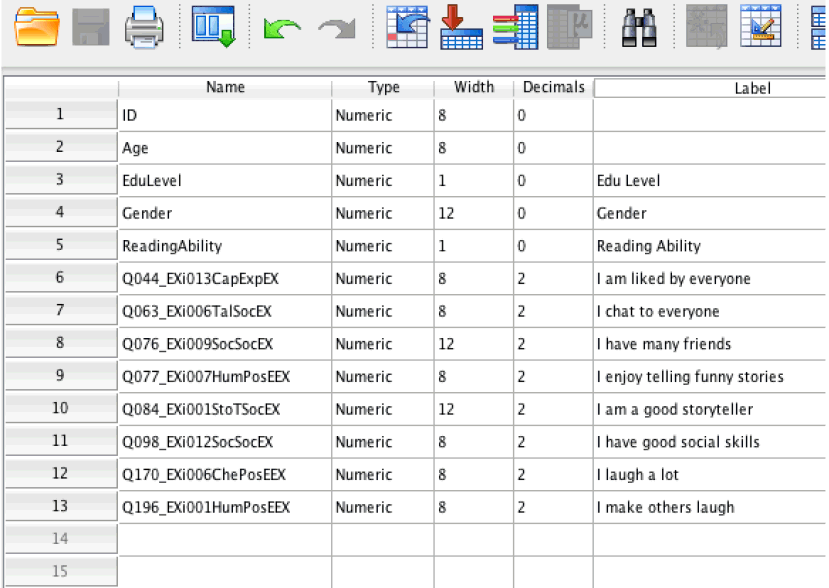 Name Type Width Decimals Label
1 ID Numeric 8 0
2 Age Numeric 8 0
3 EduLevel Numeric 1 0 Edu Level
4 Gender Numeric 12 0 Gender
5 ReadingAbility Numeric 1 0 Reading Ability
6 Q044_EXi013CapExpEX Numeric 8 2 I am liked by everyone
7 Q063_EXi006TalSocEX Numeric 8 2 I chat to everyone
8 Q076_EXi009SocSocEX Numeric 12 2 I have many friends
9 Q077_EXi007HumPosEEX Numeric 8 2 I enjoy telling funny stories
10 Q084_EXi001StoTSocEX Numeric 12 2 I am a good storyteller
11 Q098_EXi012SocSocEX Numeric 8 2 I have good social skills
12 Q170_EXi006ChePosEEX Numeric 8 2 I laugh a lot
13 Q196_EXi001HumPosEEX Numeric 8 2 I make others laugh
14
15